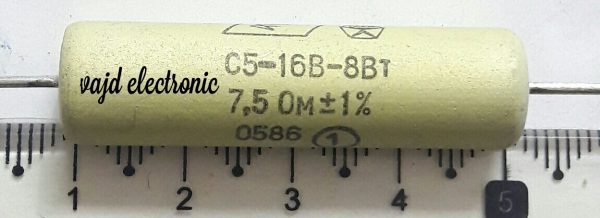 С5-16В-8Вт
vajd electronic
7,5 Ом ± 1%
0586 1
1 2 3 4 5